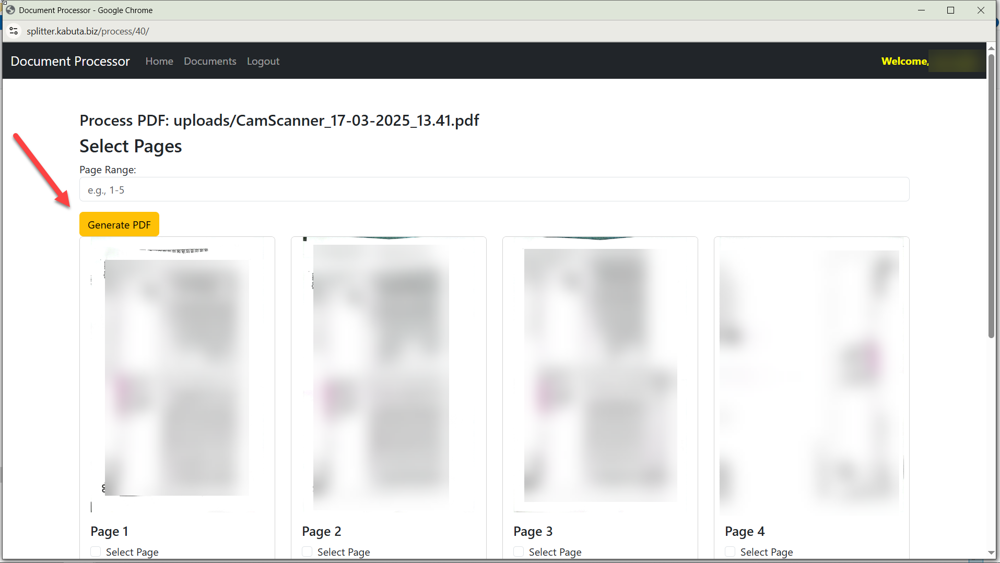 Document Processor - Google Chrome
splitter.kabuta.biz/process/40/
Document Processor Home Documents Logout Welcome,
Process PDF: uploads/CamScanner_17-03-2025_13.41.pdf
Select Pages
Page Range:
e.g., 1-5
Generate PDF
Page 1 Page 2 Page 3 Page 4
Select Page Select Page Select Page Select Page